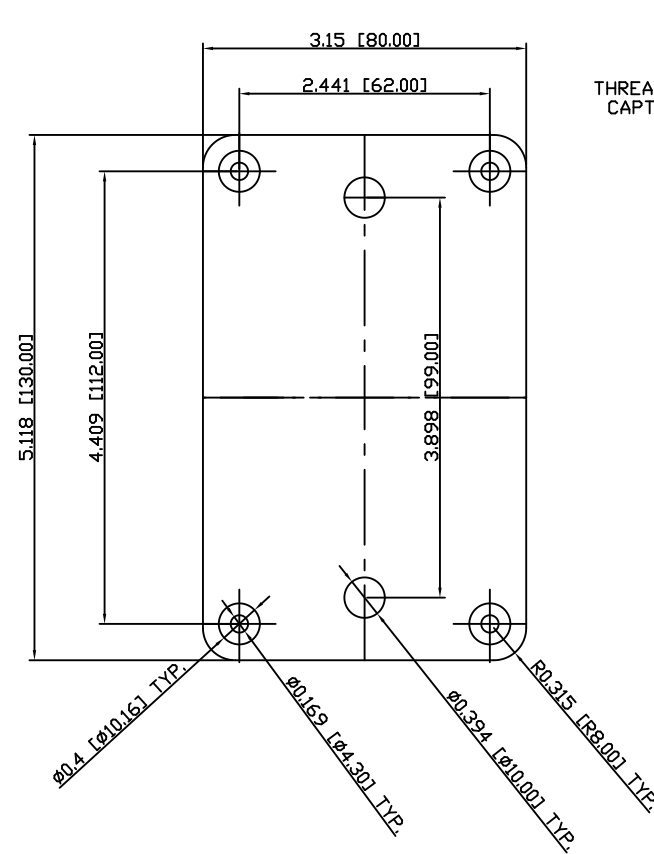 3.15 [80.00]
2.441 [62.00]
THREA
CAPT
5.118 [130.00]
4.409 [112.00]
3.898 [99.00]
ø0.4 [ø10.16] TYP.
ø0.169 [ø4.30] TYP.
ø0.394 [ø10.00] TYP.
R0.315 [R8.00] TYP.